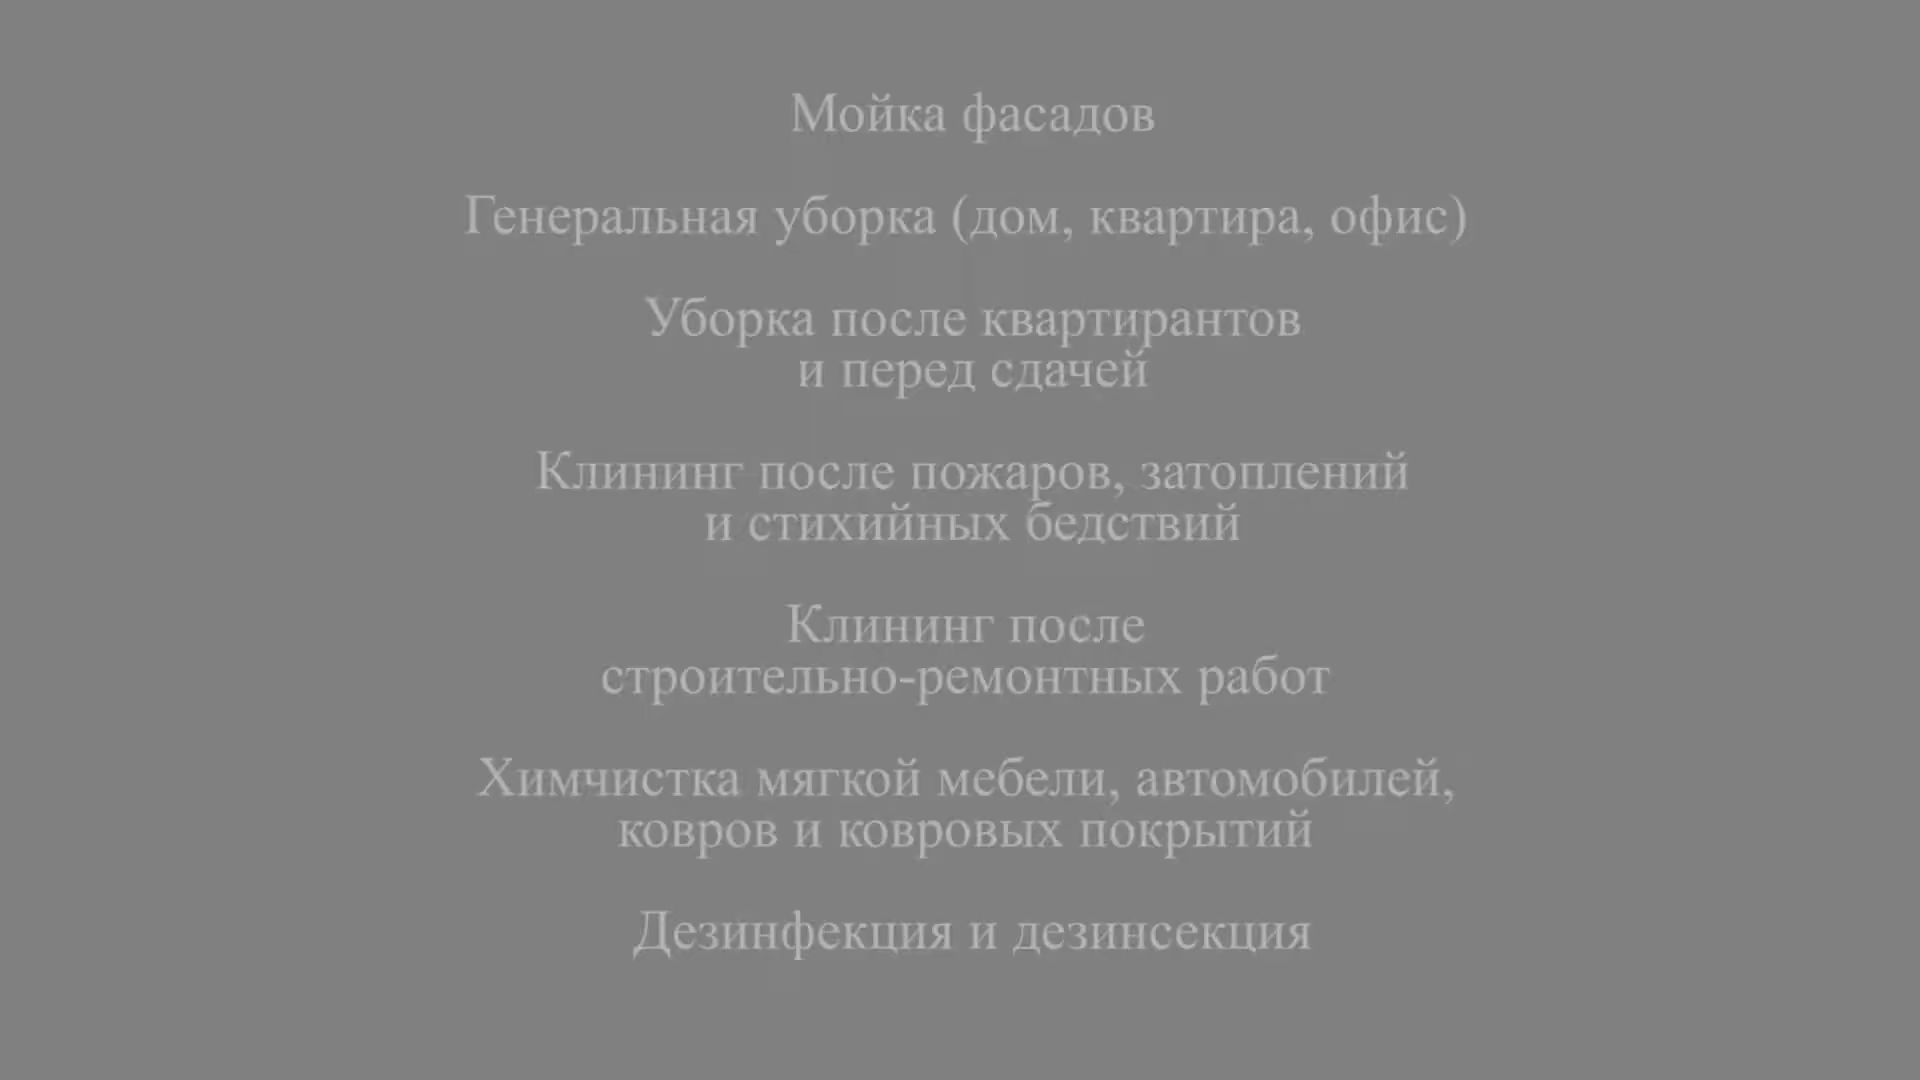 Мойка фасадов
Генеральная уборка (дом, квартира, офис)
Уборка после квартирантов
и перед сдачей
Клининг после пожаров, затоплений
и стихийных бедствий
Клининг после
строительно-ремонтных работ
Химчистка мягкой мебели, автомобилей,
ковров и ковровых покрытий
Дезинфекция и дезинсекция